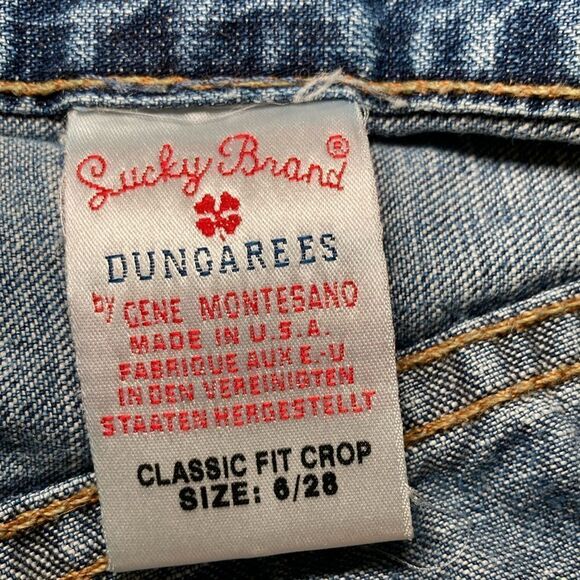 Lucky Brand®
DUNGAREES
by GENE MONTESANO
MADE IN U.S.A.
FABRIQUE AUX E.-U
IN DEN VEREINIGTEN
STAATEN HERGESTELLT
CLASSIC FIT CROP
SIZE: 6/28